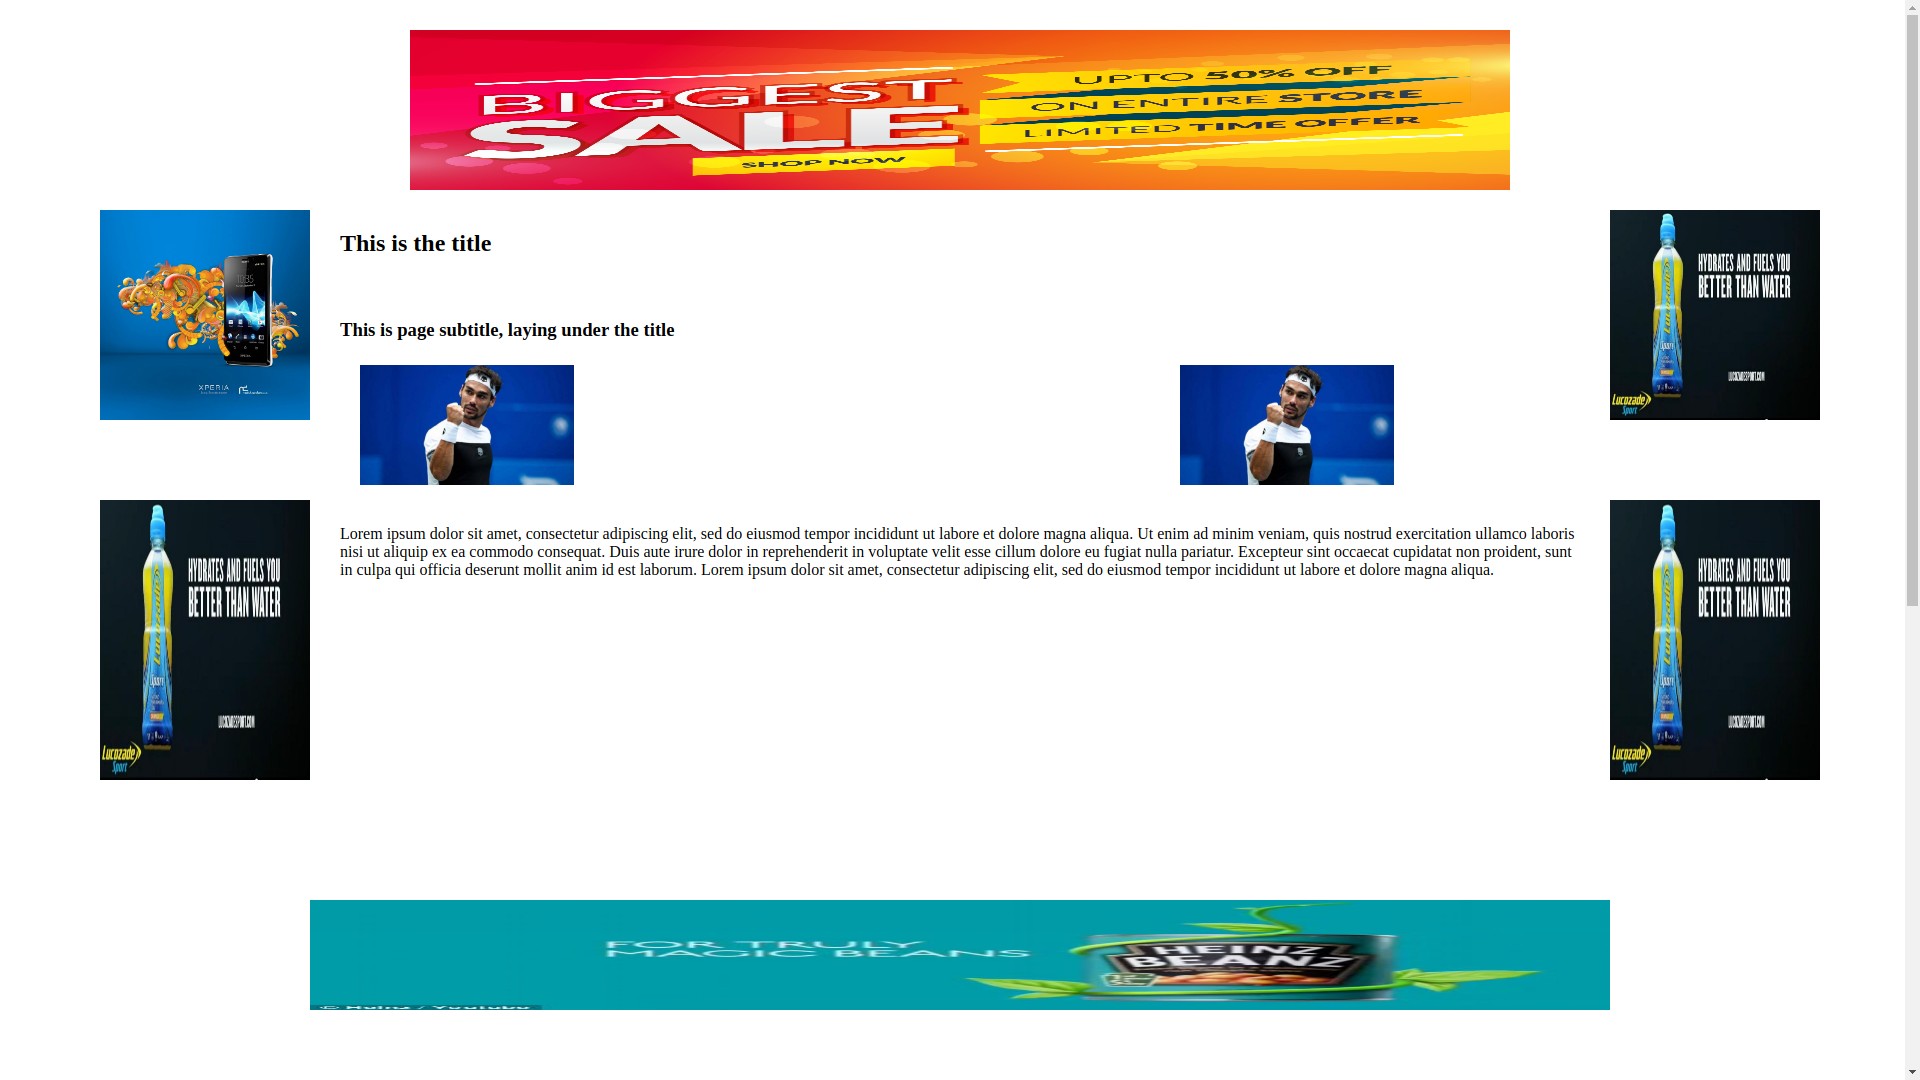 BIGGEST
SALE
SHOP NOW
UPTO 50% OFF
ON ENTIRE STORE
LIMITED TIME OFFER
XPERIA
This is the title
This is page subtitle, laying under the title
HYDRATES AND FUELS YOU
BETTER THAN WATER
Lucozade
Sport
LUCOZADESPORT.COM
Lucozade
Sport
HYDRATES AND FUELS YOU
BETTER THAN WATER
Lucozade
Sport
LUCOZADESPORT.COM
Lucozade
Sport
Lorem ipsum dolor sit amet, consectetur adipiscing elit, sed do eiusmod tempor incididunt ut labore et dolore magna aliqua. Ut enim ad minim veniam, quis nostrud exercitation ullamco laboris
nisi ut aliquip ex ea commodo consequat. Duis aute irure dolor in reprehenderit in voluptate velit esse cillum dolore eu fugiat nulla pariatur. Excepteur sint occaecat cupidatat non proident, sunt
in culpa qui officia deserunt mollit anim id est laborum. Lorem ipsum dolor sit amet, consectetur adipiscing elit, sed do eiusmod tempor incididunt ut labore et dolore magna aliqua.
HYDRATES AND FUELS YOU
BETTER THAN WATER
Lucozade
Sport
LUCOZADESPORT.COM
Lucozade
Sport
FOR TRULY
MAGIC BEANS
HEINZ
BEANZ
© Heinz / Youtube